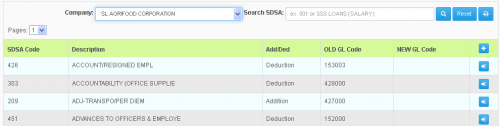 Company: SL AGRIFOOD CORPORATION Search SDSA: ex. 501 or SSS LOANS (SALARY) Reset
Pages: 1
SDSA Code Description Add/Ded OLD GL Code NEW GL Code
426 ACCOUNT/RESIGNED EMPL Deduction 153003
303 ACCOUNTABILITY (OFFICE SUPPLIE Deduction 428000
209 ADJ-TRANSPO/PER DIEM Addition 427000
451 ADVANCES TO OFFICERS & EMPLOYE Deduction 152000